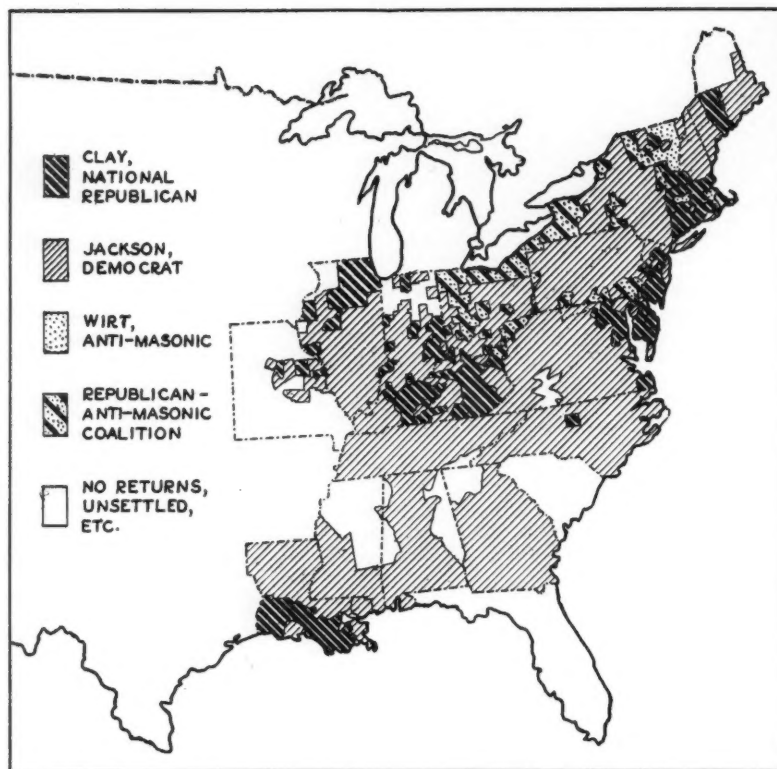 CLAY,
NATIONAL
REPUBLICAN
JACKSON,
DEMOCRAT
WIRT,
ANTI-MASONIC
REPUBLICAN-
ANTI-MASONIC
COALITION
NO RETURNS,
UNSETTLED,
ETC.